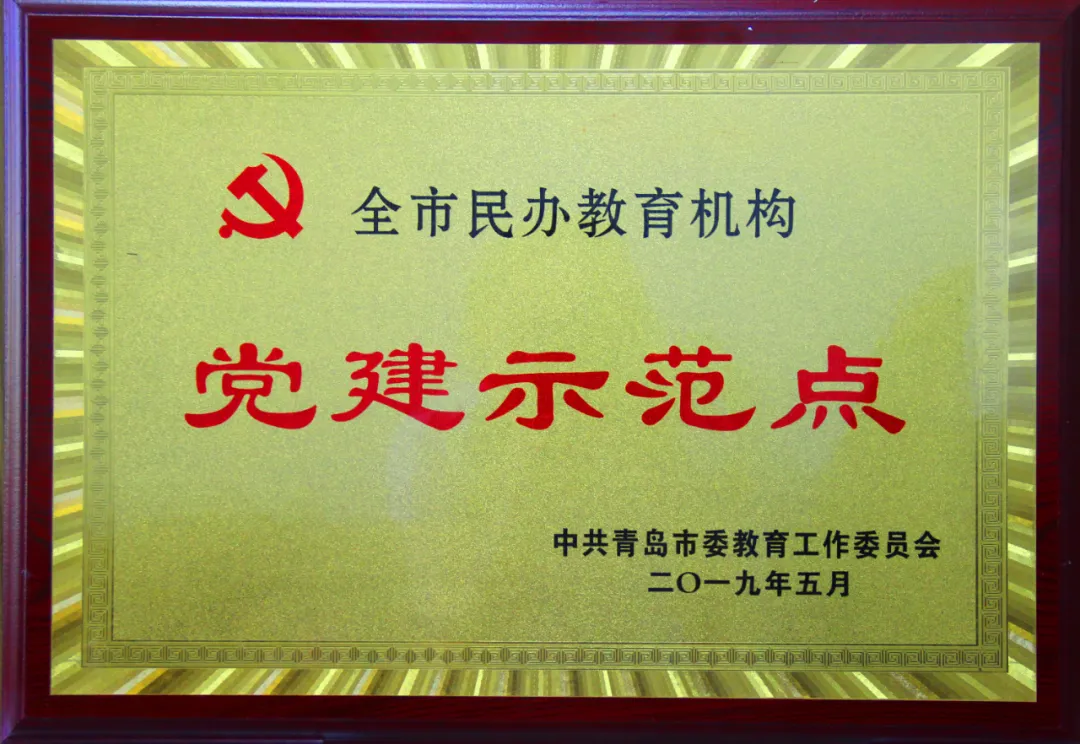 全市民办教育机构
党建示范点
中共青岛市委教育工作委员会
二〇一九年五月